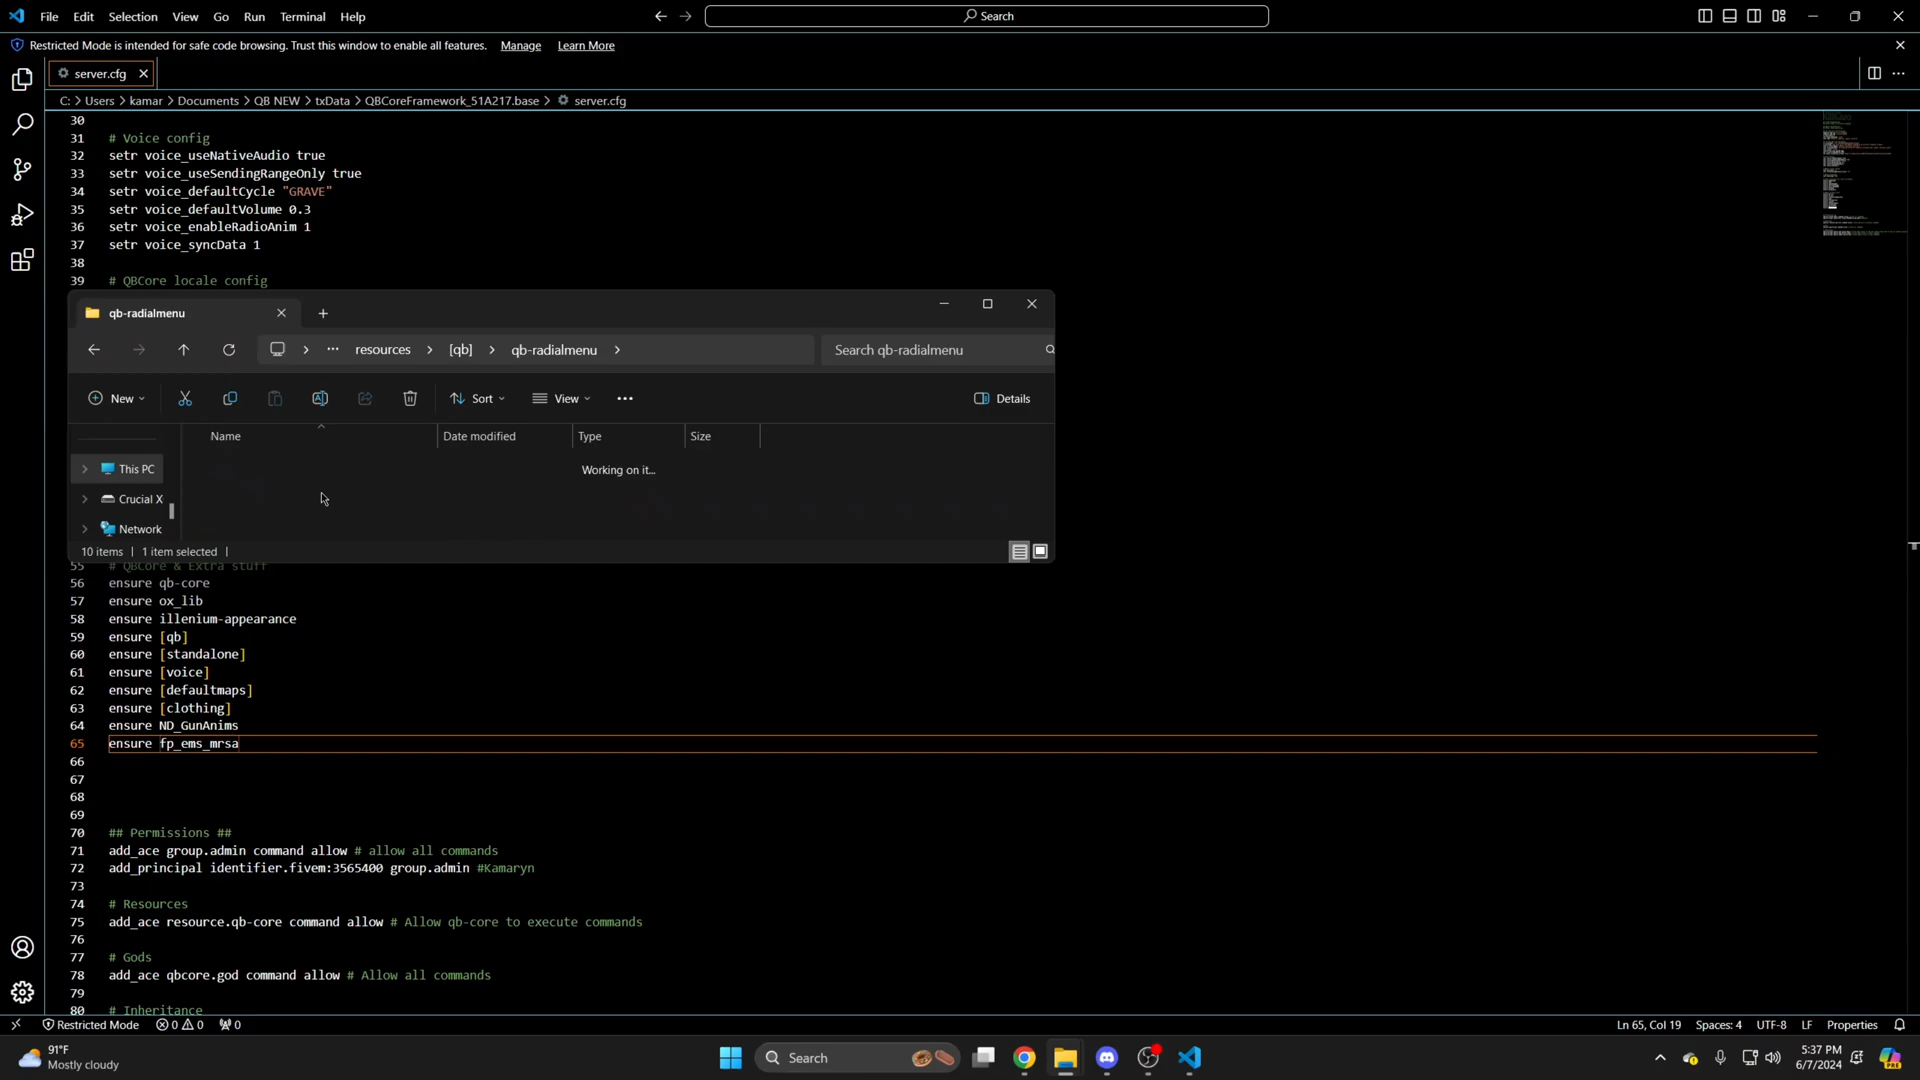 File Edit Selection View Go Run Terminal Help
Search
Restricted Mode is intended for safe code browsing. Trust this window to enable all features. Manage Learn More
server.cfg
C: > Users > kamar > Documents > QB NEW > txData > QBCoreFramework_51A217.base > server.cfg
30
31 # Voice config
32 setr voice_useNativeAudio true
33 setr voice_useSendingRangeOnly true
34 setr voice_defaultCycle "GRAVE"
35 setr voice_defaultVolume 0.3
36 setr voice_enableRadioAnim 1
37 setr voice_syncData 1
38
39 # QBCore locale config
qb-radialmenu
resources > [qb] > qb-radialmenu >
Search qb-radialmenu
New Sort View Details
Name Date modified Type Size
Working on it...
This PC
Crucial X
Network
10 items | 1 item selected |
55 # QBCore & Extra stuff
56 ensure qb-core
57 ensure ox_lib
58 ensure illenium-appearance
59 ensure [qb]
60 ensure [standalone]
61 ensure [voice]
62 ensure [defaultmaps]
63 ensure [clothing]
64 ensure ND_GunAnims
65 ensure fp_ems_mrsa
66
67
68
69
70 ## Permissions ##
71 add_ace group.admin command allow # allow all commands
72 add_principal identifier.fivem:3565400 group.admin #Kamaryn
73
74 # Resources
75 add_ace resource.qb-core command allow # Allow qb-core to execute commands
76
77 # Gods
78 add_ace qbcore.god command allow # Allow all commands
79
80 # Inheritance
Restricted Mode 0 0 0
Ln 65, Col 19 Spaces: 4 UTF-8 LF Properties
91°F
Mostly cloudy
Search
5:37 PM
6/7/2024
PRE